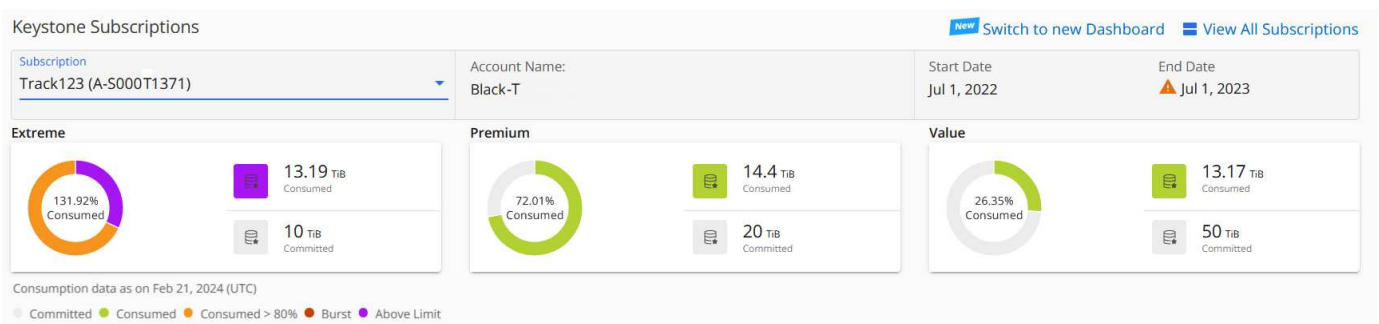 Keystone Subscriptions
New Switch to new Dashboard View All Subscriptions
Subscription
Track123 (A-S000T1371)
Account Name:
Black-T
Start Date
Jul 1, 2022
End Date
Jul 1, 2023
Extreme
131.92%
Consumed
13.19 TiB
Consumed
10 TiB
Committed
Premium
72.01%
Consumed
14.4 TiB
Consumed
20 TiB
Committed
Value
26.35%
Consumed
13.17 TiB
Consumed
50 TiB
Committed
Consumption data as on Feb 21, 2024 (UTC)
Committed Consumed Consumed > 80% Burst Above Limit